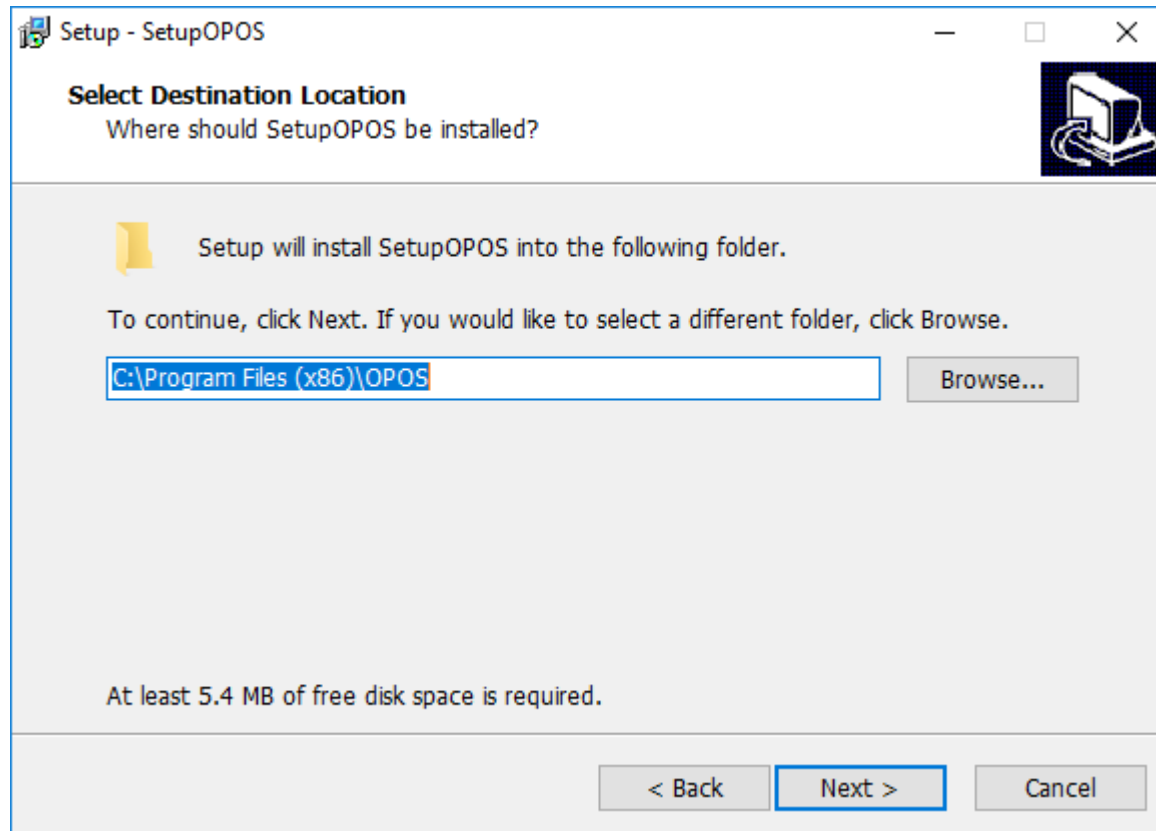 Setup - SetupOPOS
Select Destination Location
Where should SetupOPOS be installed?
Setup will install SetupOPOS into the following folder.
To continue, click Next. If you would like to select a different folder, click Browse.
C:\Program Files (x86)\OPOS
Browse...
At least 5.4 MB of free disk space is required.
< Back
Next >
Cancel